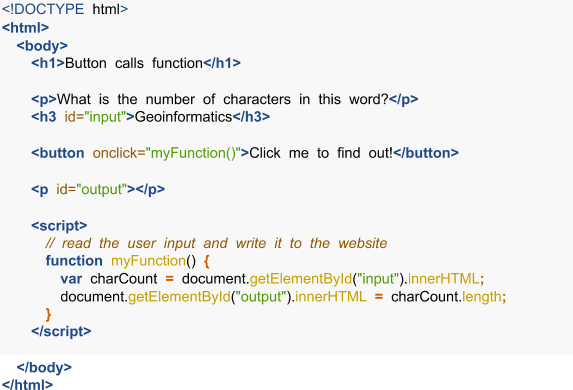 <!DOCTYPE html>
<html>
<body>
<h1>Button calls function</h1>
<p>What is the number of characters in this word?</p>
<h3 id="input">Geoinformatics</h3>
<button onclick="myFunction()">Click me to find out!</button>
<p id="output"></p>
<script>
// read the user input and write it to the website
function myFunction() {
var charCount = document.getElementById("input").innerHTML;
document.getElementById("output").innerHTML = charCount.length;
}
</script>
</body>
</html>